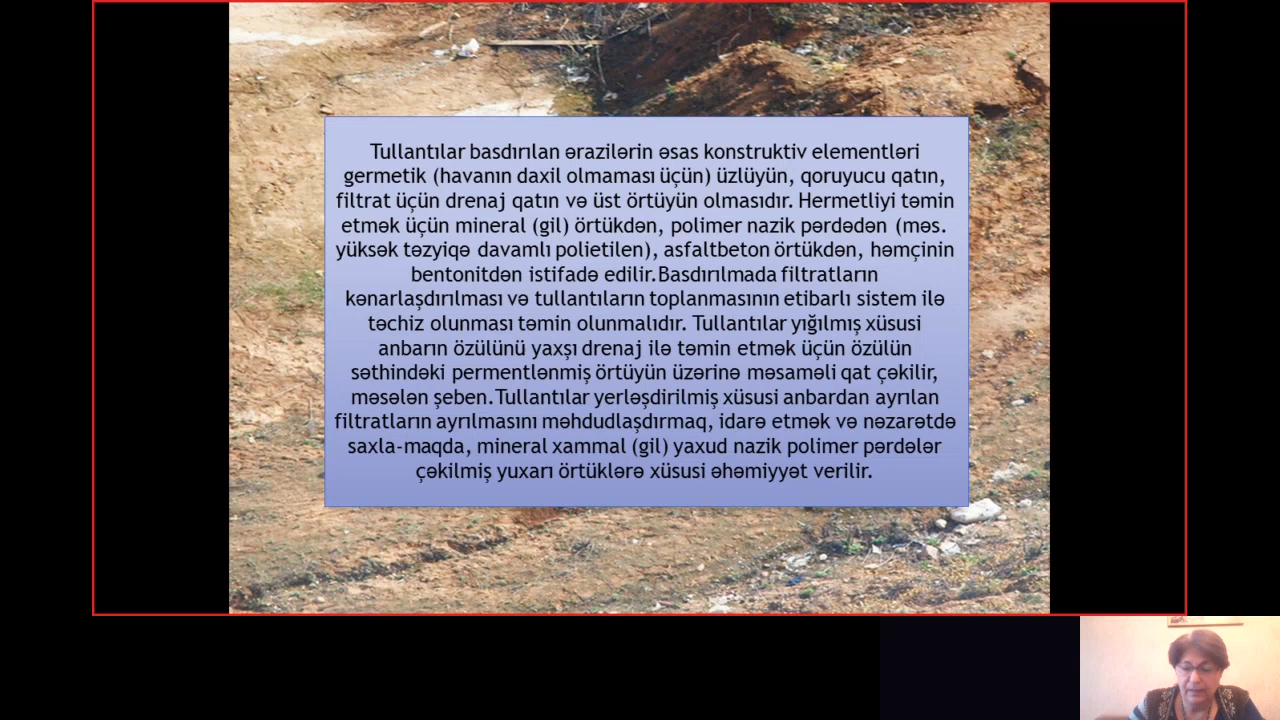 Tullantılar basdırılan ərazilərin əsas konstruktiv elementləri
germetik (havanın daxil olmaması üçün) üzlüyün, qoruyucu qatın,
filtrat üçün drenaj qatın və üst örtüyün olmasıdır. Hermetliyi təmin
etmək üçün mineral (gil) örtükdən, polimer nazik pərdədən (məs.
yüksək təzyiqə davamlı polietilen), asfaltbeton örtükdən, həmçinin
bentonitdən istifadə edilir.Basdırılmada filtratların
kənarlaşdırılması və tullantıların toplanmasının etibarlı sistem ilə
təchiz olunması təmin olunmalıdır. Tullantılar yığılmış xüsusi
anbarın özülünü yaxşı drenaj ilə təmin etmək üçün özülün
səthindəki permentlənmiş örtüyün üzərinə məsaməli qat çəkilir,
məsələn şeben.Tullantılar yerləşdirilmiş xüsusi anbardan ayrılan
filtratların ayrılmasını məhdudlaşdırmaq, idarə etmək və nəzarətdə
saxla-maqda, mineral xammal (gil) yaxud nazik polimer pərdələr
çəkilmiş yuxarı örtüklərə xüsusi əhəmiyyət verilir.